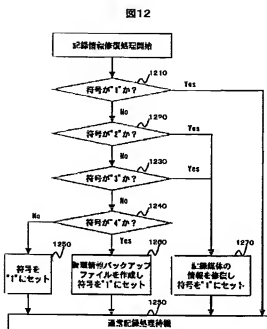 図12
記録情報修復処理開始
1210
符号が"1"か？
Yes
No
1220
符号が"2"か？
Yes
No
1230
符号が"3"か？
Yes
No
1240
符号が"4"か？
No
Yes
1250
符号を
"1"にセット
1260
管理情報バックアップ
ファイルを作成し
符号を"1"にセット
1270
記録媒体の
情報を修復し
符号を"1"にセット
1280
通常記録処理待機